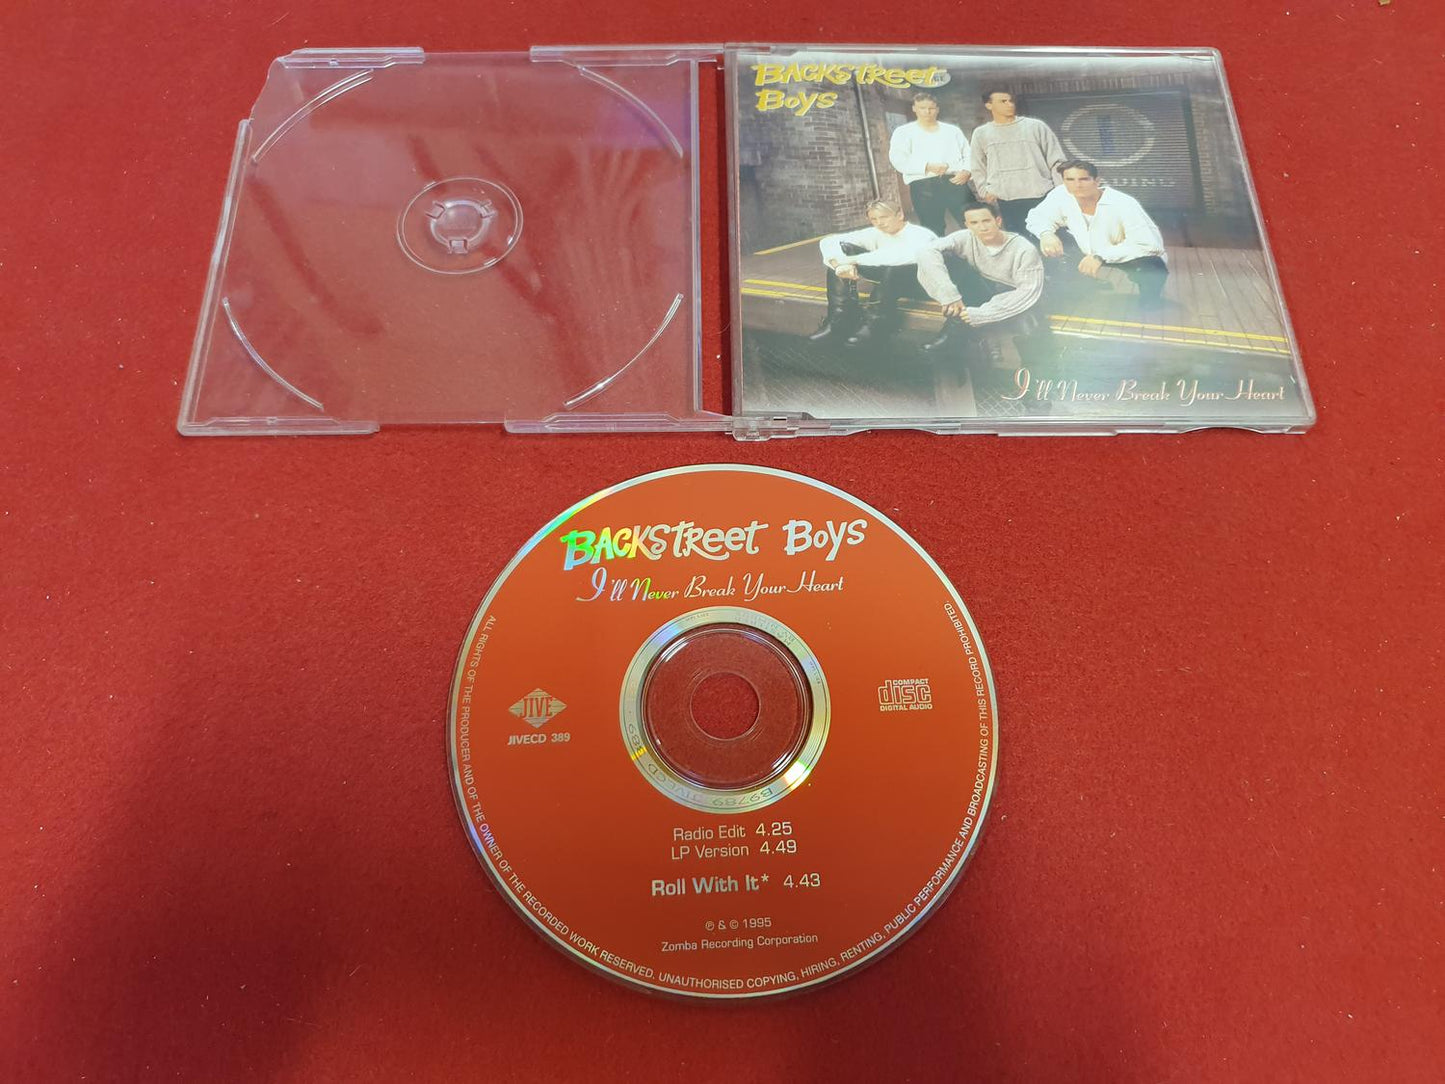 BACKSTREET
BOYS
I'll Never Break Your Heart
BACKSTREET BOYS
I'll Never Break Your Heart
JIVE
JIVECD 389
COMPACT
disc
DIGITAL AUDIO
Radio Edit 4.25
LP Version 4.49
Roll With It* 4.43
℗ & © 1995
Zomba Recording Corporation
ALL RIGHTS OF THE PRODUCER AND OF THE OWNER OF THE RECORDED WORK RESERVED. UNAUTHORISED COPYING, HIRING, RENTING, PUBLIC PERFORMANCE AND BROADCASTING OF THIS RECORD PROHIBITED.